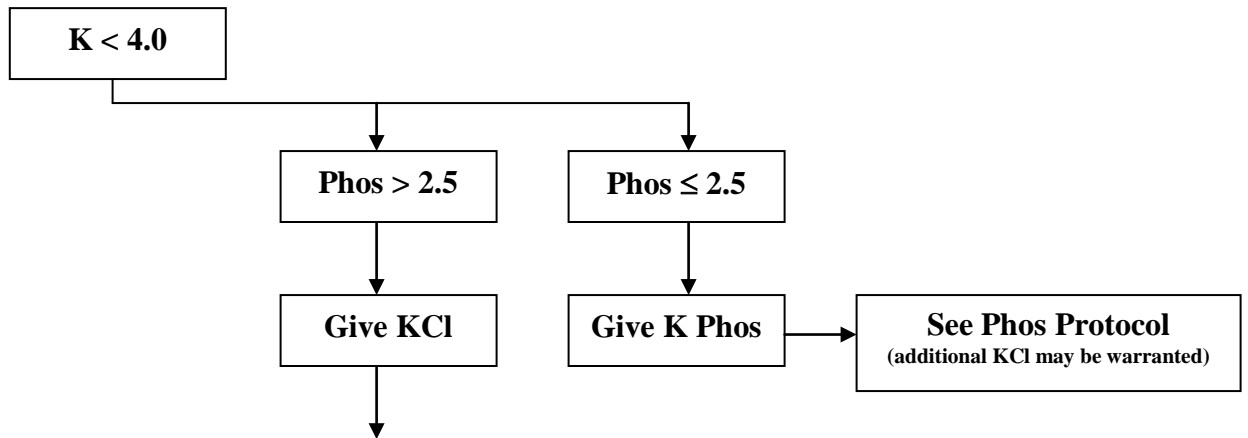 K < 4.0
Phos > 2.5
Phos ≤ 2.5
Give KCl
Give K Phos
See Phos Protocol
(additional KCl may be warranted)